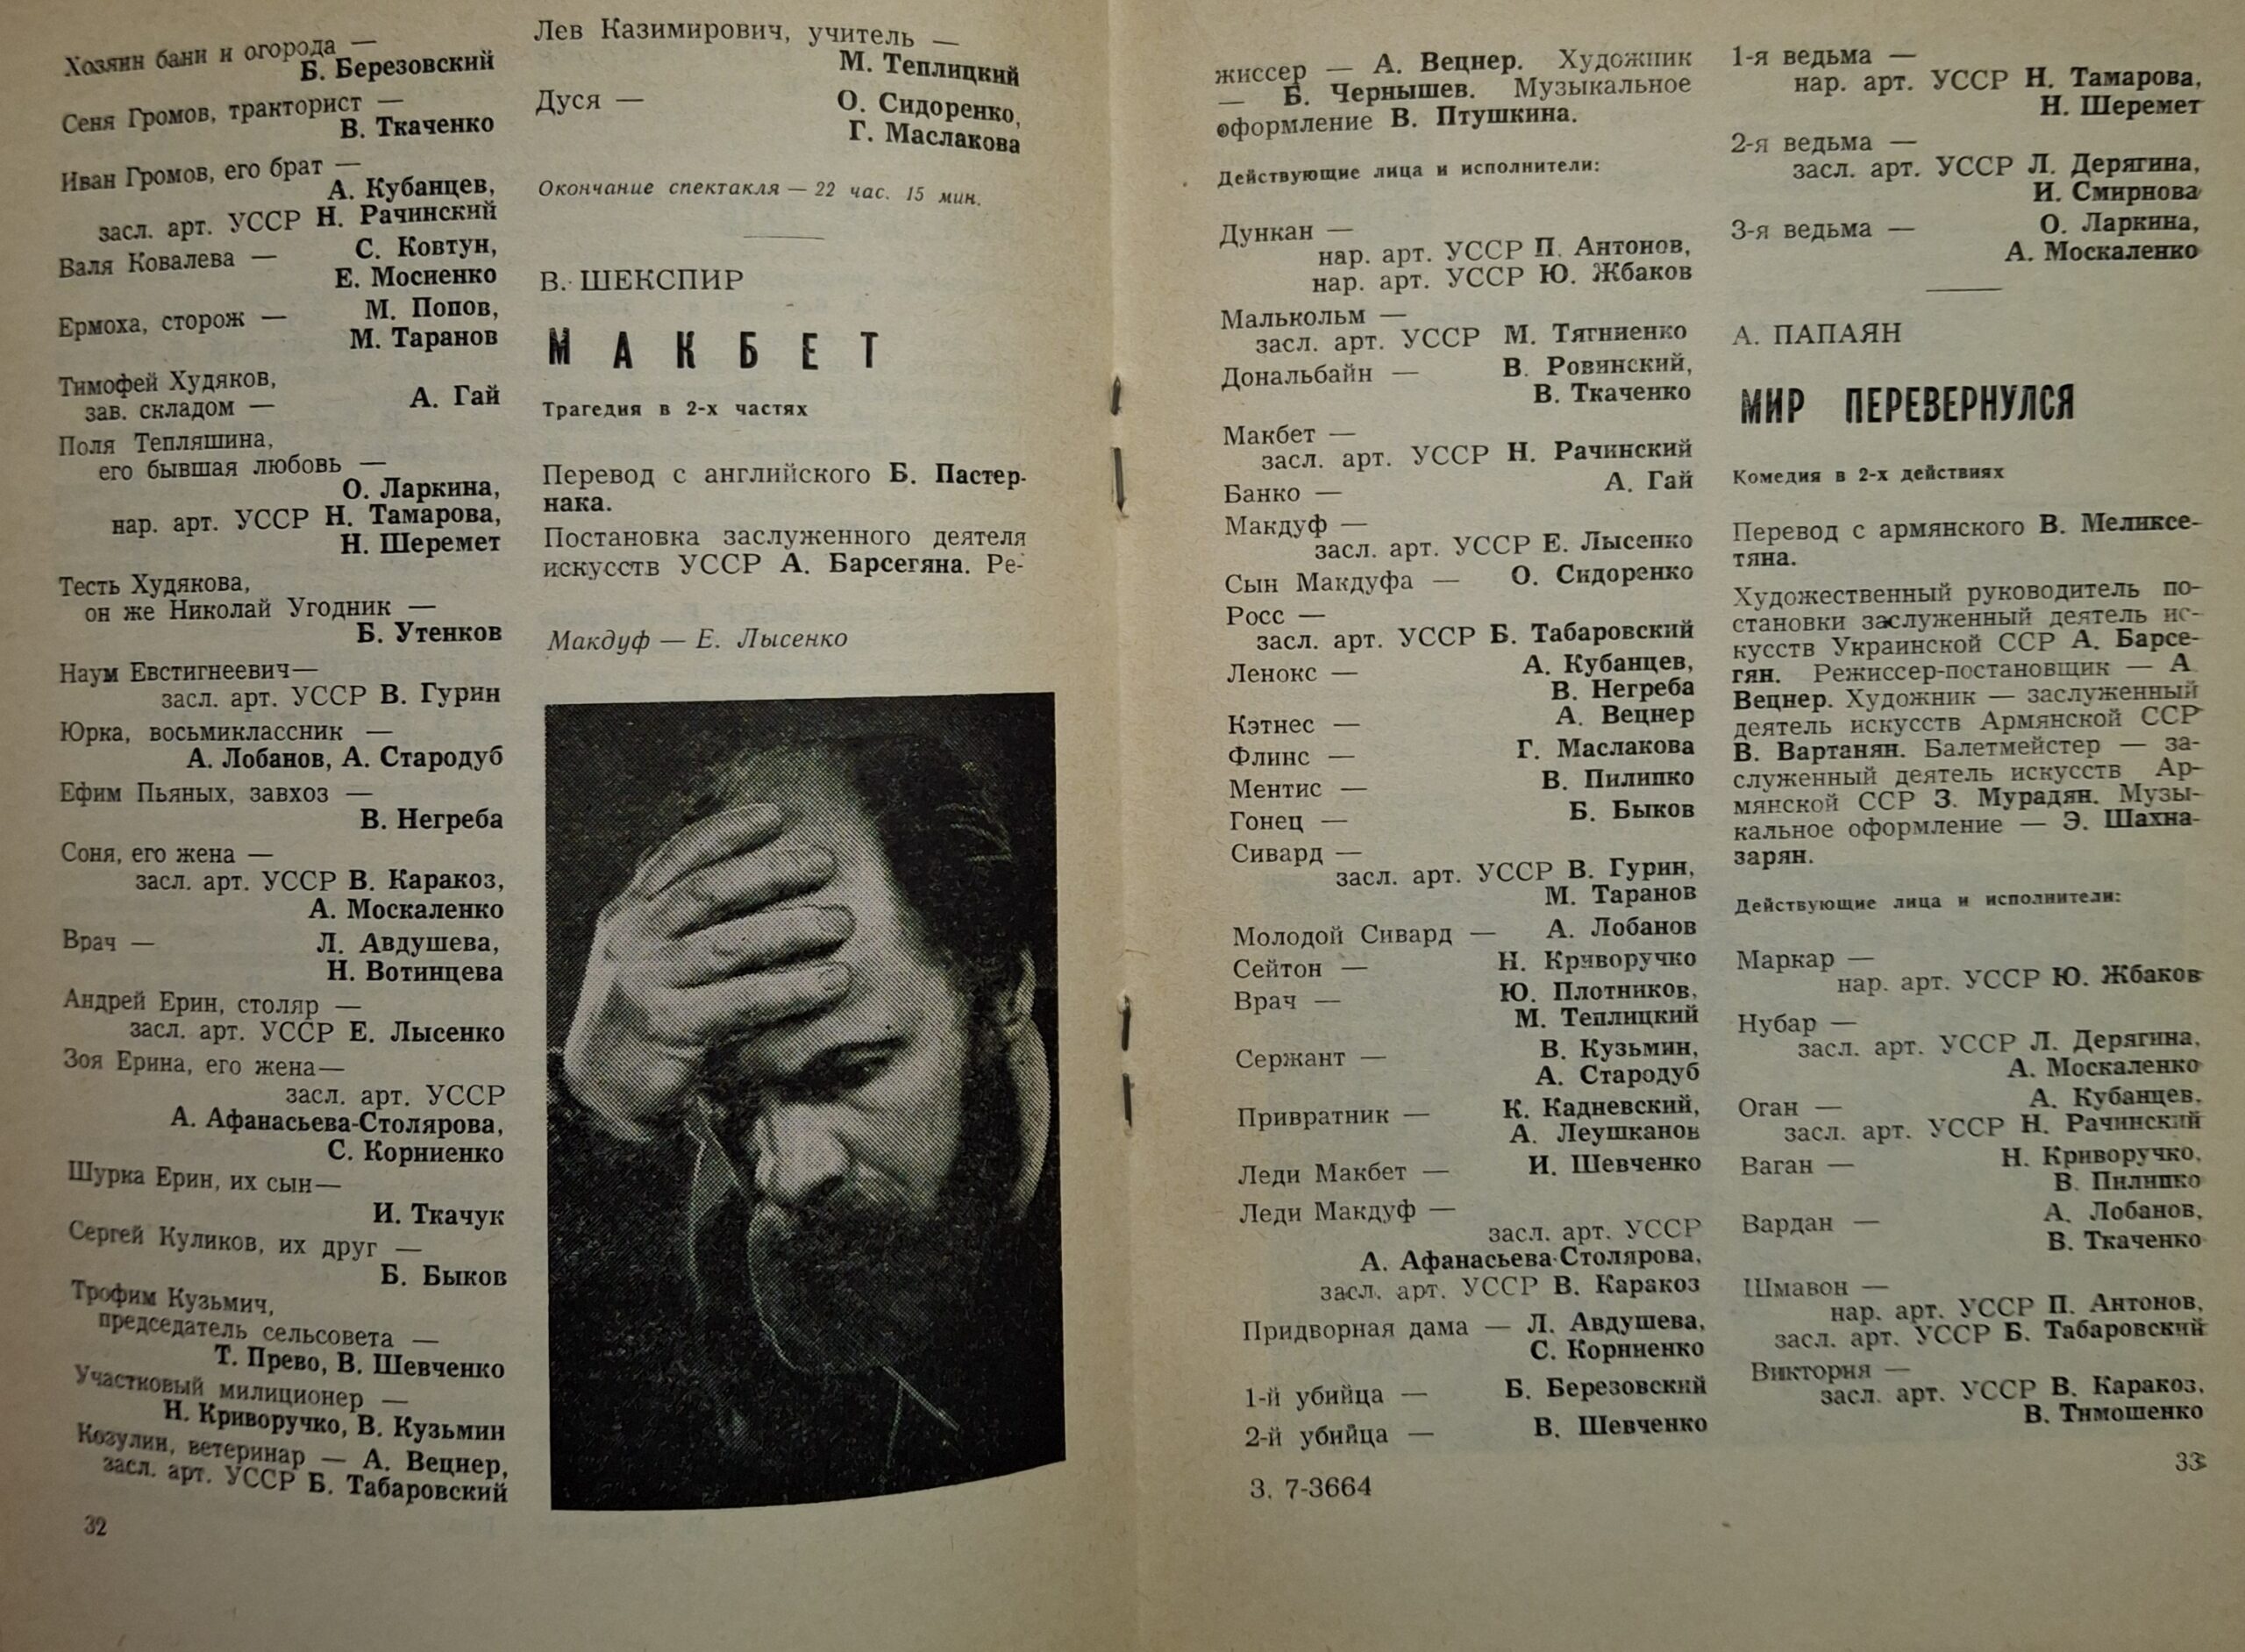 Хозяин бани и огорода —
Б. Березовский
Сеня Громов, тракторист —
В. Ткаченко
Иван Громов, его брат —
А. Кубанцев,
засл. арт. УССР Н. Рачинский
Валя Ковалева — С. Ковтун,
Е. Мосиенко
Ермоха, сторож — М. Попов,
М. Таранов
Тимофей Худяков,
зав. складом — А. Гай
Поля Тепляшина,
его бывшая любовь —
О. Ларкина,
нар. арт. УССР Н. Тамарова,
Н. Шеремет
Тесть Худякова,
он же Николай Угодник —
Б. Утенков
Наум Евстигнеевич—
засл. арт. УССР В. Гурин
Юрка, восьмиклассник —
А. Лобанов, А. Стародуб
Ефим Пьяных, завхоз —
В. Негреба
Соня, его жена —
засл. арт. УССР В. Каракоз,
А. Москаленко
Врач — Л. Авдушева,
Н. Вотинцева
Андрей Ерин, столяр —
засл. арт. УССР Е. Лысенко
Зоя Ерина, его жена—
засл. арт. УССР
А. Афанасьева-Столярова,
С. Корниенко
Шурка Ерин, их сын—
И. Ткачук
Сергей Куликов, их друг —
Б. Быков
Трофим Кузьмич,
председатель сельсовета —
Т. Прево, В. Шевченко
Участковый милиционер —
Н. Криворучко, В. Кузьмин
Козулин, ветеринар — А. Вецнер,
засл. арт. УССР Б. Табаровский
32
Лев Казимирович, учитель —
М. Теплицкий
Дуся — О. Сидоренко,
Г. Маслакова
Окончание спектакля — 22 час. 15 мин.
В. ШЕКСПИР
МАКБЕТ
Трагедия в 2-х частях
Перевод с английского Б. Пастер-
нака.
Постановка заслуженного деятеля
искусств УССР А. Барсегяна. Ре-
Макдуф — Е. Лысенко
жиссер — А. Вецнер. Художник
— Б. Чернышев. Музыкальное
оформление В. Птушкина.
Действующие лица и исполнители:
Дункан —
нар. арт. УССР П. Антонов,
нар. арт. УССР Ю. Жбаков
Малькольм —
засл. арт. УССР М. Тягниенко
Дональбайн — В. Ровинский,
В. Ткаченко
Макбет —
засл. арт. УССР Н. Рачинский
Банко — А. Гай
Макдуф —
засл. арт. УССР Е. Лысенко
Сын Макдуфа — О. Сидоренко
Росс —
засл. арт. УССР Б. Табаровский
Ленокс — А. Кубанцев,
В. Негреба
Кэтнес — А. Вецнер
Флинс — Г. Маслакова
Ментис — В. Пилипко
Гонец — Б. Быков
Сивард —
засл. арт. УССР В. Гурин,
М. Таранов
Молодой Сивард — А. Лобанов
Сейтон — Н. Криворучко
Врач — Ю. Плотников,
М. Теплицкий
Сержант — В. Кузьмин,
А. Стародуб
Привратник — К. Кадневский,
А. Леушканов
Леди Макбет — И. Шевченко
Леди Макдуф —
засл. арт. УССР
А. Афанасьева-Столярова,
засл. арт. УССР В. Каракоз
Придворная дама — Л. Авдушева,
С. Корниенко
1-й убийца — Б. Березовский
2-й убийца — В. Шевченко
3. 7-3664
1-я ведьма —
нар. арт. УССР Н. Тамарова,
Н. Шеремет
2-я ведьма —
засл. арт. УССР Л. Дерягина,
И. Смирнова
3-я ведьма — О. Ларкина,
А. Москаленко
А. ПАПАЯН
МИР ПЕРЕВЕРНУЛСЯ
Комедия в 2-х действиях
Перевод с армянского В. Меликсе-
тяна.
Художественный руководитель по-
становки заслуженный деятель ис-
кусств Украинской ССР А. Барсе-
гян. Режиссер-постановщик — А
Вецнер. Художник — заслуженный
деятель искусств Армянской ССР
В. Вартанян. Балетмейстер — за-
служенный деятель искусств Ар-
мянской ССР З. Мурадян. Музы-
кальное оформление — Э. Шахна-
зарян.
Действующие лица и исполнители:
Маркар —
нар. арт. УССР Ю. Жбаков
Нубар —
засл. арт. УССР Л. Дерягина,
А. Москаленко
Оган — А. Кубанцев,
засл. арт. УССР Н. Рачинский
Ваган — Н. Криворучко,
В. Пилипко
Вардан — А. Лобанов,
В. Ткаченко
Шмавон —
нар. арт. УССР П. Антонов,
засл. арт. УССР Б. Табаровский
Виктория —
засл. арт. УССР В. Каракоз,
В. Тимошенко
33